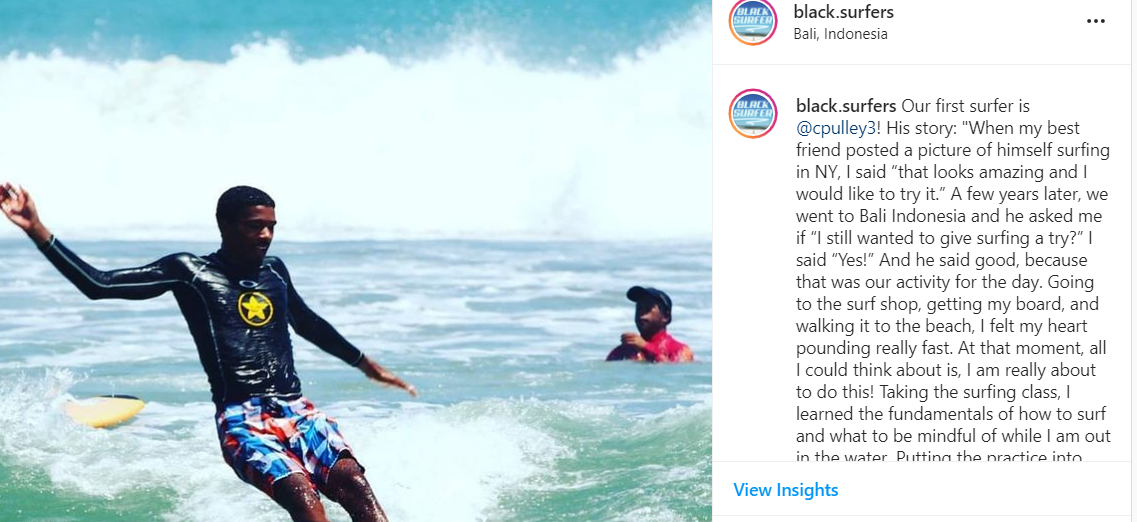 black.surfers
Bali, Indonesia
BLACK
SURFER
BLACK
SURFER
black.surfers Our first surfer is
@cpulley3! His story: "When my best
friend posted a picture of himself surfing
in NY, I said “that looks amazing and I
would like to try it.” A few years later, we
went to Bali Indonesia and he asked me
if “I still wanted to give surfing a try?” I
said “Yes!” And he said good, because
that was our activity for the day. Going
to the surf shop, getting my board, and
walking it to the beach, I felt my heart
pounding really fast. At that moment, all
I could think about is, I am really about
to do this! Taking the surfing class, I
learned the fundamentals of how to surf
and what to be mindful of while I am out
in the water. Putting the practice into
View Insights